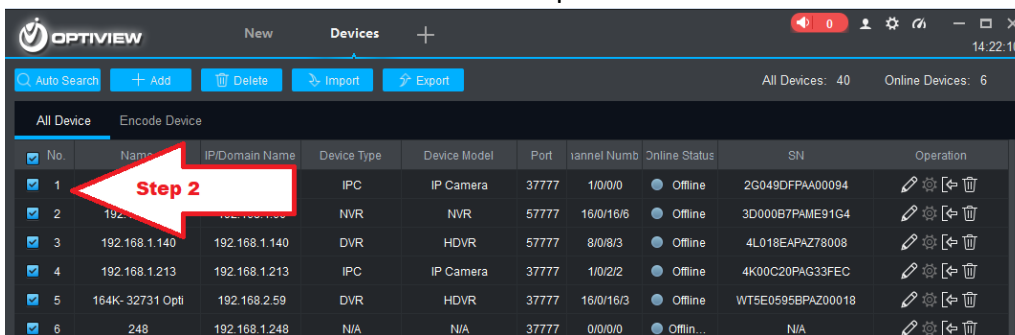 OPTIVIEW New Devices 0
14:22:1
Auto Search Add Delete Import Export All Devices: 40 Online Devices: 6
All Device Encode Device
No. Name IP/Domain Name Device Type Device Model Port Online Status SN Operation
1 Step 2 IPC IP Camera 37777 1/0/0/0 Offline 2G049DFPAA00094
2 NVR NVR 57777 16/0/16/6 Offline 3D000B7PAME91G4
3 192.168.1.140 192.168.1.140 DVR HDVR 57777 8/0/8/3 Offline 4L018EAPAZ78008
4 192.168.1.213 192.168.1.213 IPC IP Camera 37777 1/0/2/2 Offline 4K00C20PAG33FEC
5 164K- 32731 Opti 192.168.2.59 DVR HDVR 37777 16/0/16/3 Offline WT5E0595BPAZ00018
6 248 192.168.1.248 N/A N/A 37777 0/0/0/0 Offlin... N/A